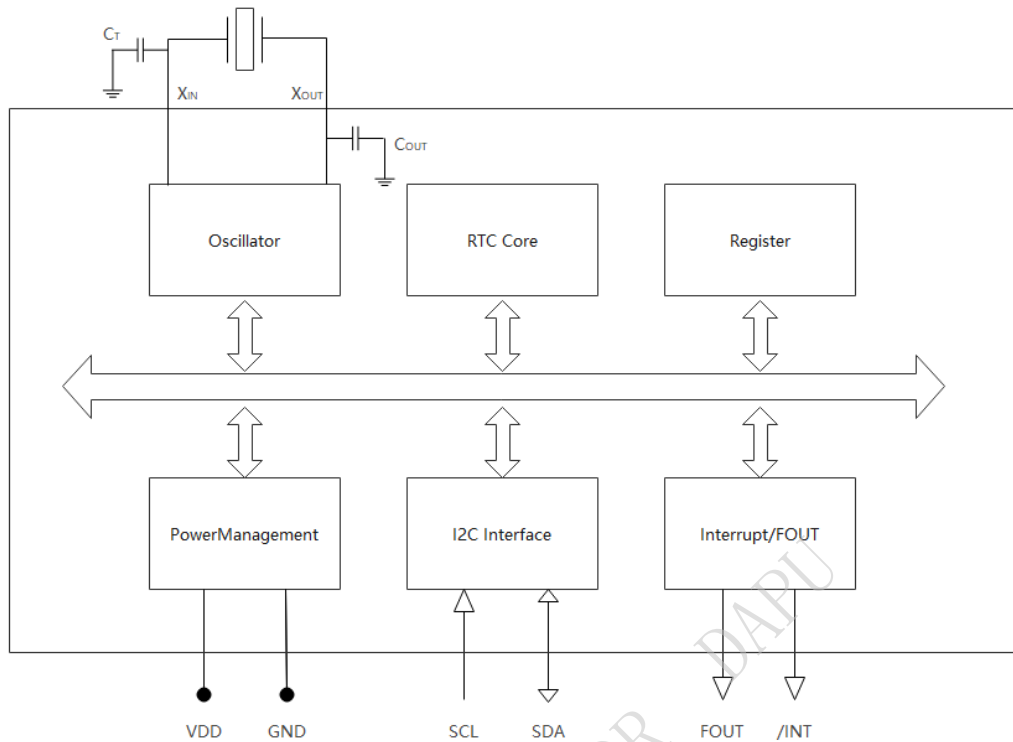 CT
XIN XOUT
COUT
Oscillator RTC Core Register
PowerManagement I2C Interface Interrupt/FOUT
DAPU
OR
VDD GND SCL SDA FOUT /INT